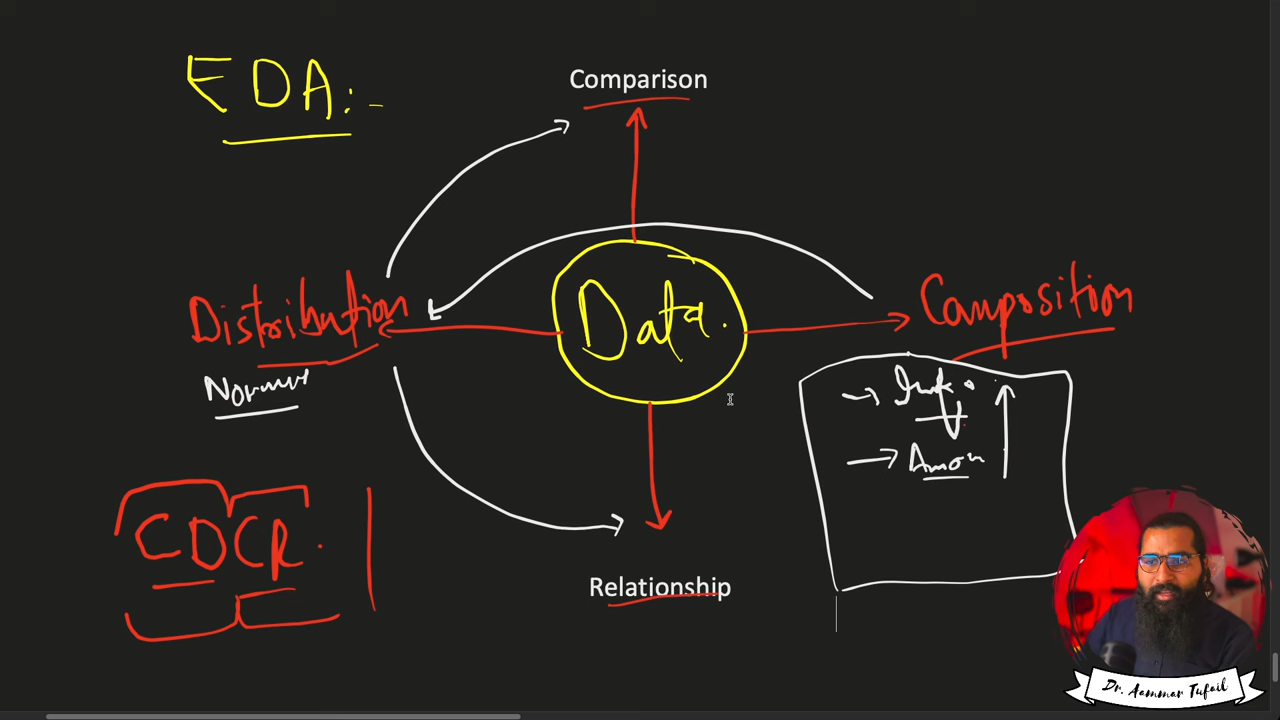 EDA:-
Comparison
Data.
Distribution
Composition
Normal
CDCR.
Relationship
Dr. Aammar Tufail